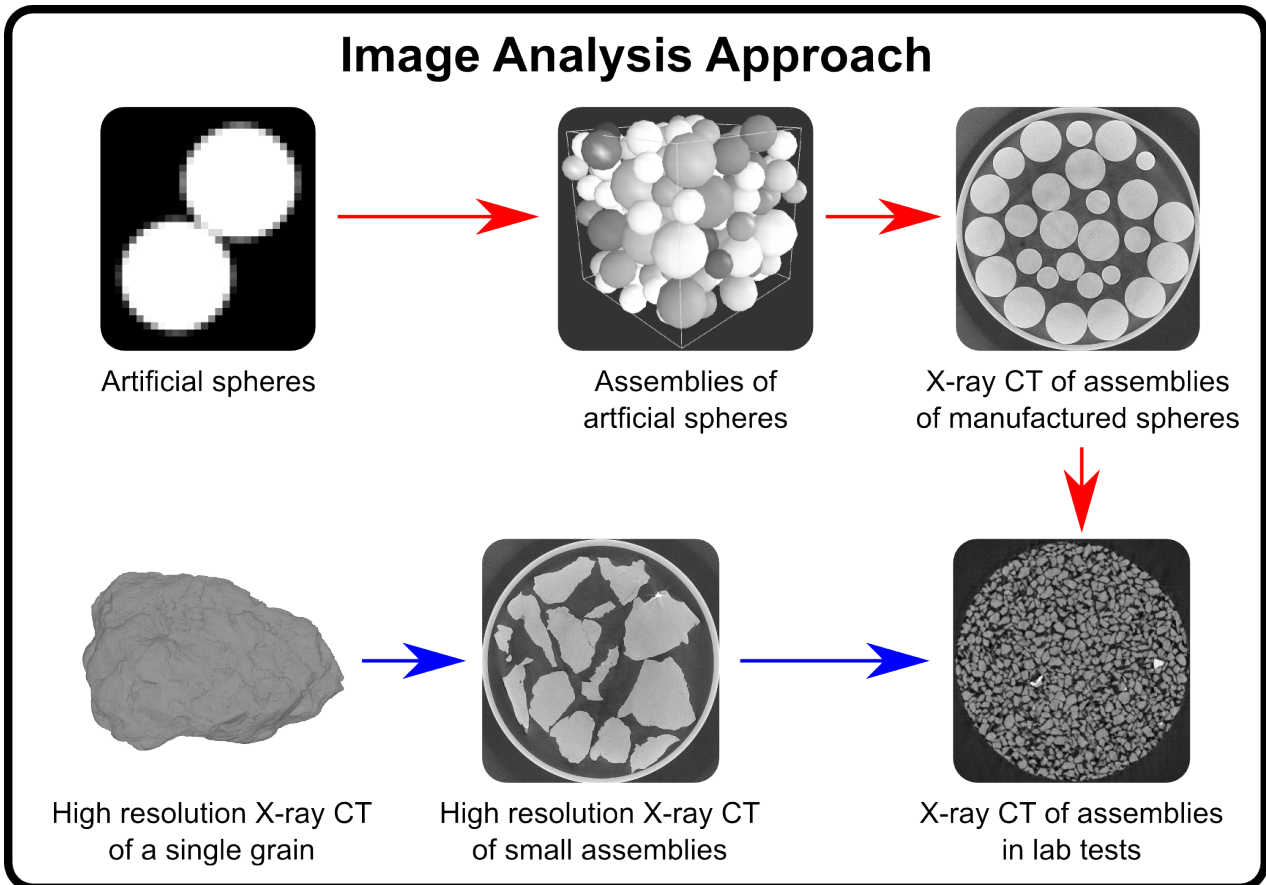 Image Analysis Approach
Artificial spheres
Assemblies of
artficial spheres
X-ray CT of assemblies
of manufactured spheres
High resolution X-ray CT
of a single grain
High resolution X-ray CT
of small assemblies
X-ray CT of assemblies
in lab tests